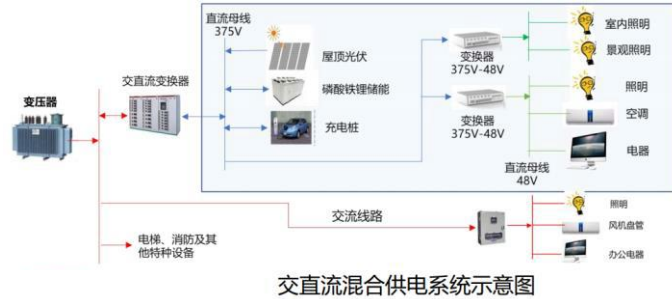 直流母线
375V
屋顶光伏
磷酸铁锂储能
充电桩
交直流变换器
变压器
变换器
375V-48V
变换器
375V-48V
室内照明
景观照明
照明
空调
电器
直流母线
48V
交流线路
照明
风机盘管
办公电器
电梯、消防及其
他特种设备
交直流混合供电系统示意图